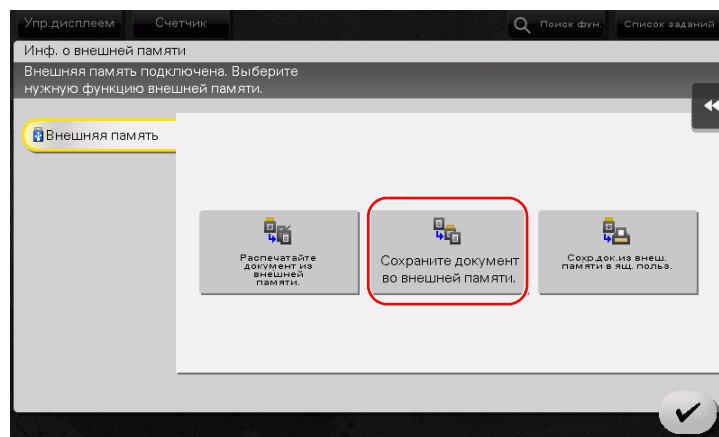 Упр.дисплеем Счетчик Поиск фун. Список заданий
Инф. о внешней памяти
Внешняя память подключена. Выберите
нужную функцию внешней памяти.
Внешняя память
Распечатайте
документ из
внешней
памяти.
Сохраните документ
во внешней памяти.
Сохр.док.из внеш.
памяти в ящ. польз.